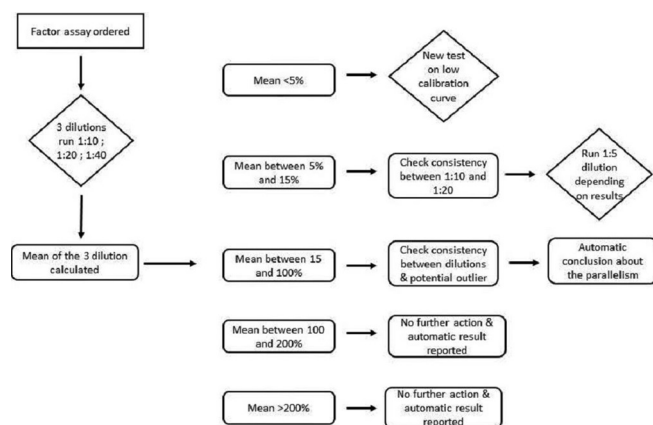 Factor assay ordered
3 dilutions
run 1:10 ;
1:20 ; 1:40
Mean of the 3 dilution
calculated
Mean <5%
New test
on low
calibration
curve
Mean between 5%
and 15%
Check consistency
between 1:10 and
1:20
Run 1:5
dilution
depending
on results
Mean between 15
and 100%
Check consistency
between dilutions
& potential outlier
Automatic
conclusion about
the parallelism
Mean between 100
and 200%
No further action &
automatic result
reported
Mean >200%
No further action &
automatic result
reported